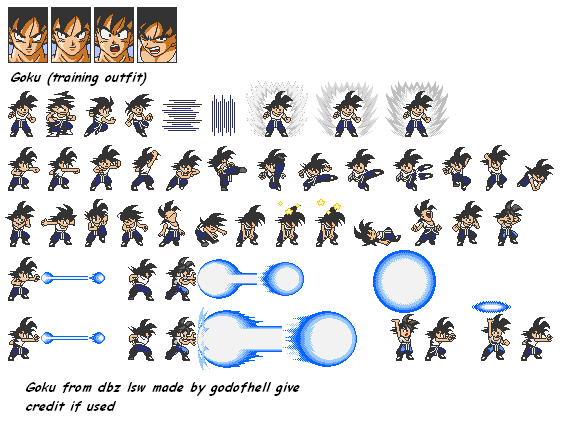 Goku (training outfit)
Goku from dbz lsw made by godofhell give
credit if used